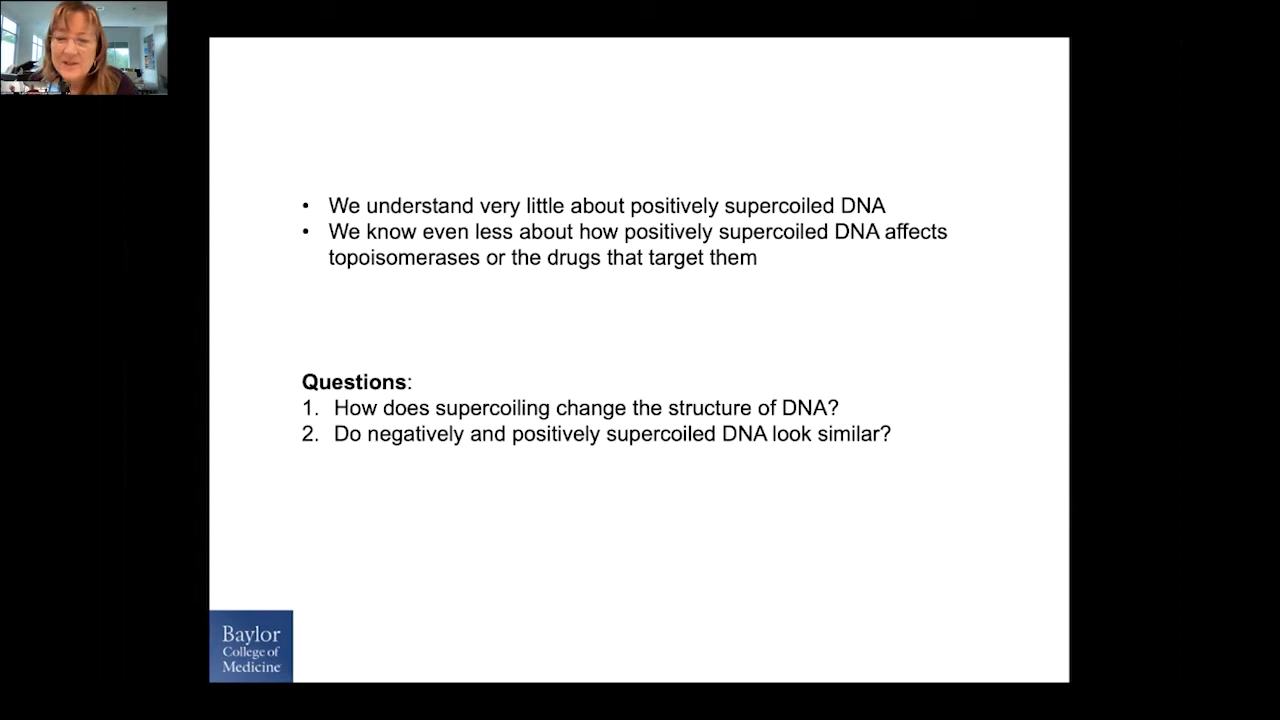 • We understand very little about positively supercoiled DNA
• We know even less about how positively supercoiled DNA affects
topoisomerases or the drugs that target them
Questions:
1. How does supercoiling change the structure of DNA?
2. Do negatively and positively supercoiled DNA look similar?
Baylor
College of
Medicine